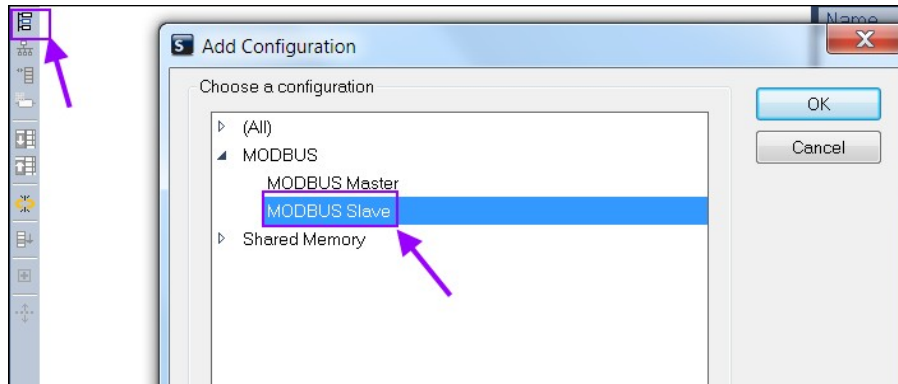 Name
Add Configuration
Choose a configuration
OK
(All)
Cancel
MODBUS
MODBUS Master
MODBUS Slave
Shared Memory